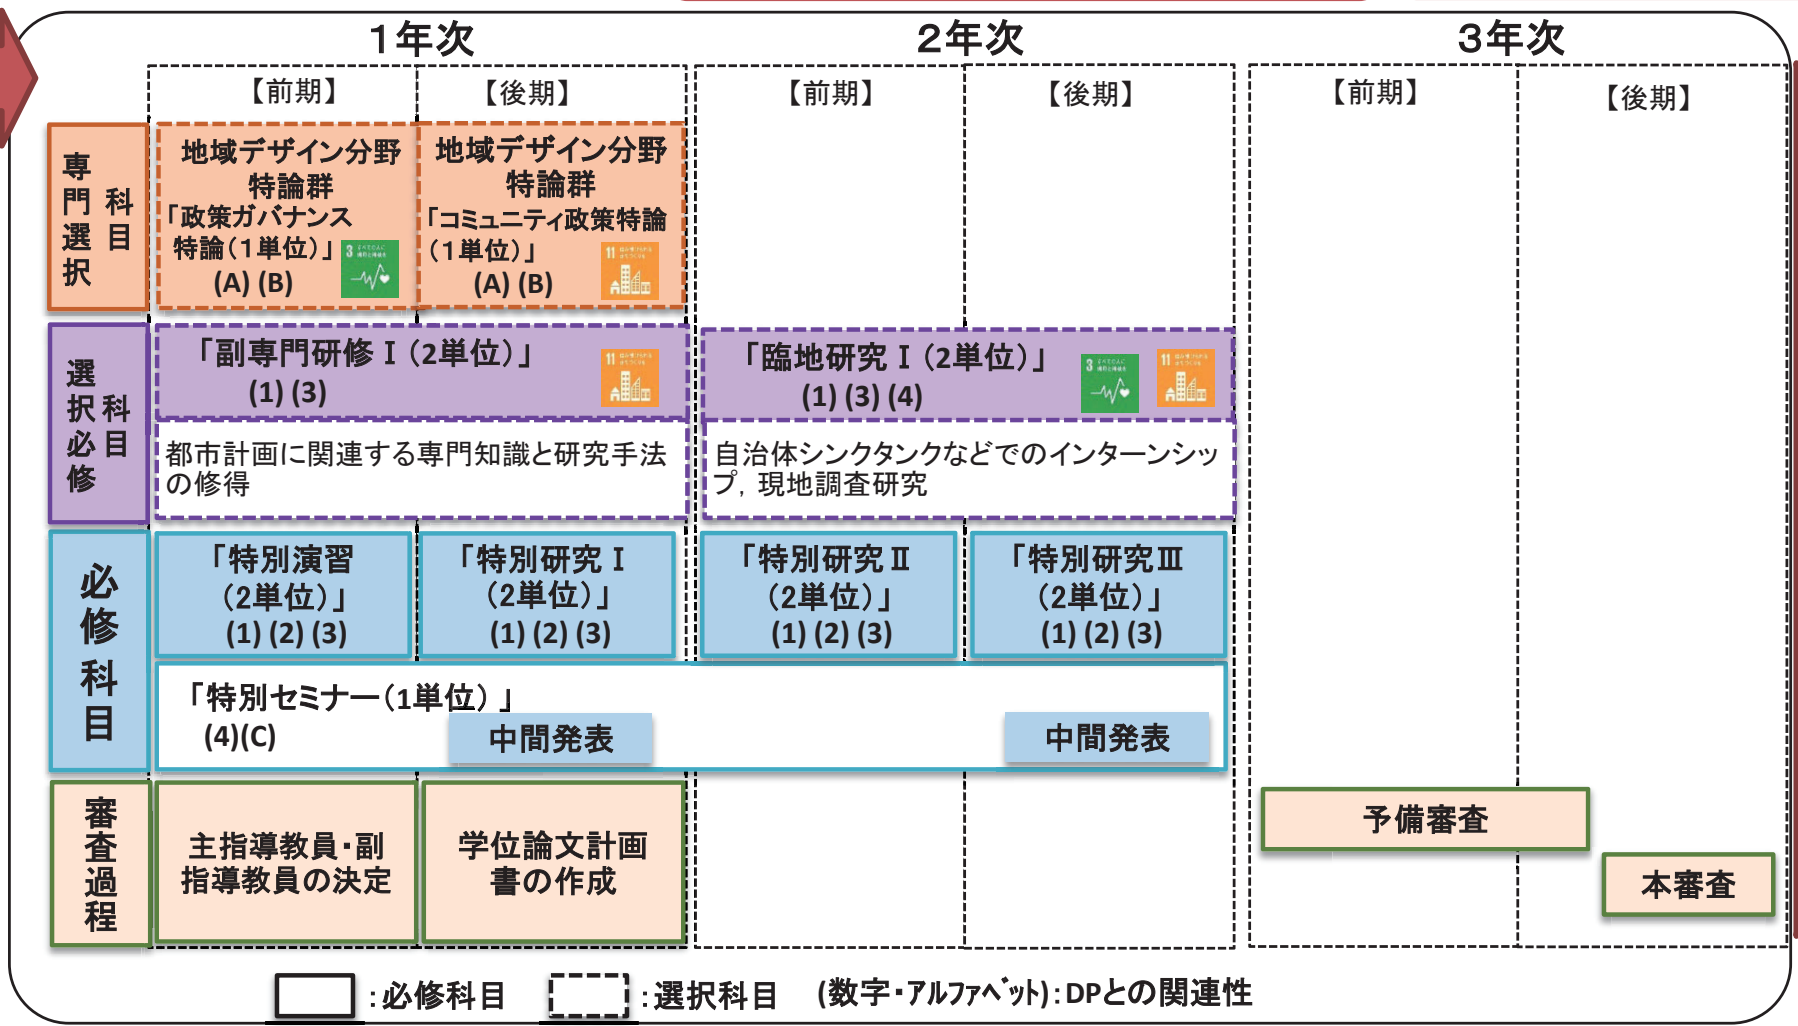 1年次
2年次
3年次
【前期】
【後期】
【前期】
【後期】
【前期】
【後期】
専門選択
科目
地域デザイン分野
特論群
「政策ガバナンス
特論(1単位)」
(A) (B)
3
地域デザイン分野
特論群
「コミュニティ政策特論
(1単位)」
(A) (B)
11
選択必修
科目
「副専門研修Ⅰ(2単位)」
(1) (3)
11
都市計画に関連する専門知識と研究手法
の修得
「臨地研究Ⅰ(2単位)」
(1) (3) (4)
3
11
自治体シンクタンクなどでのインターンシッ
プ, 現地調査研究
必修科目
「特別演習
(2単位)」
(1) (2) (3)
「特別研究Ⅰ
(2単位)」
(1) (2) (3)
「特別研究Ⅱ
(2単位)」
(1) (2) (3)
「特別研究Ⅲ
(2単位)」
(1) (2) (3)
「特別セミナー(1単位)」
(4)(C)
中間発表
中間発表
審査過程
主指導教員・副
指導教員の決定
学位論文計画
書の作成
予備審査
本審査
:必修科目
:選択科目
(数字・アルファベット):DPとの関連性